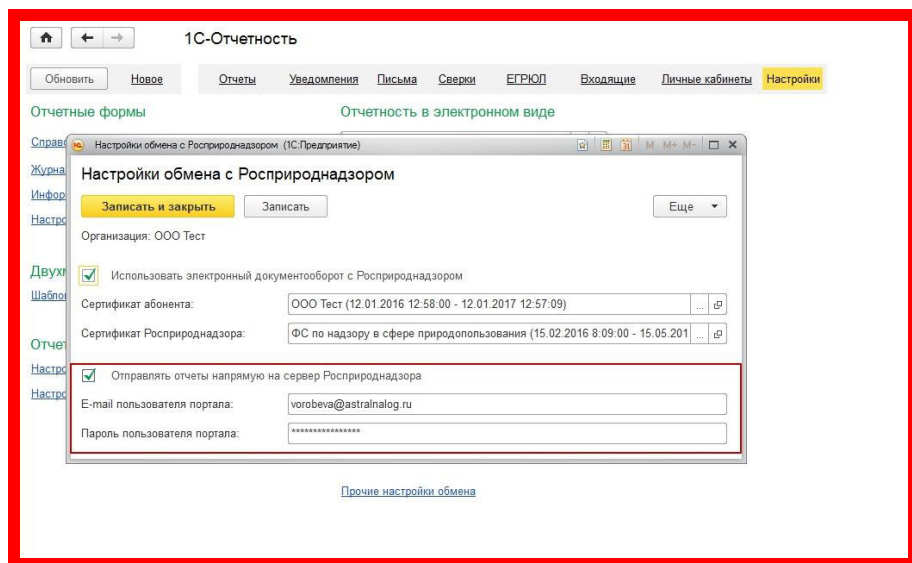 1С-Отчетность
Обновить Новое Отчеты Уведомления Письма Сверки ЕГРЮЛ Входящие Личные кабинеты Настройки
Отчетные формы Отчетность в электронном виде
Настройки обмена с Росприроднадзором (1С:Предприятие) M M+ M-
Настройки обмена с Росприроднадзором
Записать и закрыть Записать Еще
Организация: ООО Тест
Использовать электронный документооборот с Росприроднадзором
Сертификат абонента: ООО Тест (12.01.2016 12:58:00 - 12.01.2017 12:57:09) ...
Сертификат Росприроднадзора: ФС по надзору в сфере природопользования (15.02.2016 8:09:00 - 15.05.201 ...
Отправлять отчеты напрямую на сервер Росприроднадзора
E-mail пользователя портала: vorobeva@astralnalog.ru
Пароль пользователя портала: ****************
Прочие настройки обмена